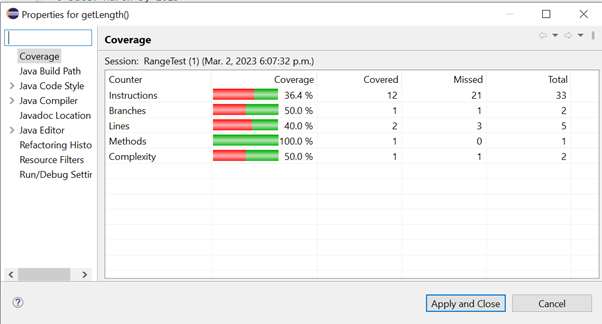 Properties for getLength()
Coverage
Java Build Path
Java Code Style
Java Compiler
Javadoc Location
Java Editor
Refactoring Histo
Resource Filters
Run/Debug Settin
Coverage
Session: RangeTest (1) (Mar. 2, 2023 6:07:32 p.m.)
Counter Coverage Covered Missed Total
Instructions 36.4 % 12 21 33
Branches 50.0 % 1 1 2
Lines 40.0 % 2 3 5
Methods 100.0 % 1 0 1
Complexity 50.0 % 1 1 2
Apply and Close
Cancel